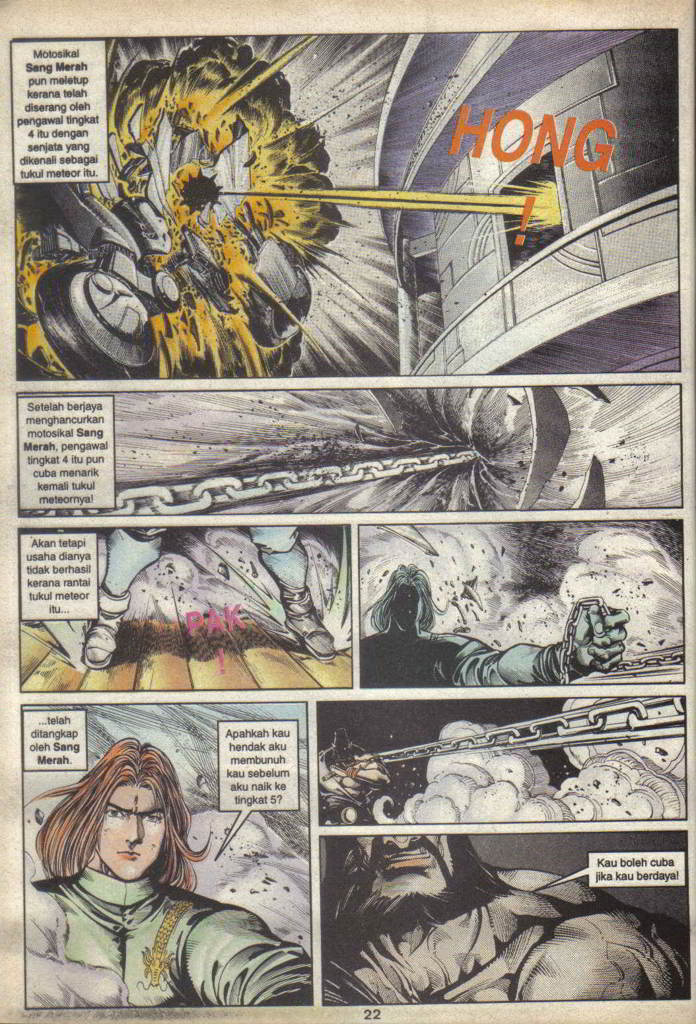 Motosikal
Sang Merah
pun meletup
kerana telah
diserang oleh
pengawal tingkat
4 itu dengan
senjata yang
dikenali sebagai
tukul meteor itu.
HONG
!
Setelah berjaya
menghancurkan
motosikal Sang
Merah, pengawal
tingkat 4 itu pun
cuba menarik
kemali tukul
meteornya!
Akan tetapi
usaha dianya
tidak berhasil
kerana rantai
tukul meteor
itu...
PAK
!
...telah
ditangkap
oleh Sang
Merah.
Apahkah kau
hendak aku
membunuh
kau sebelum
aku naik ke
tingkat 5?
Kau boleh cuba
jika kau berdaya!
22